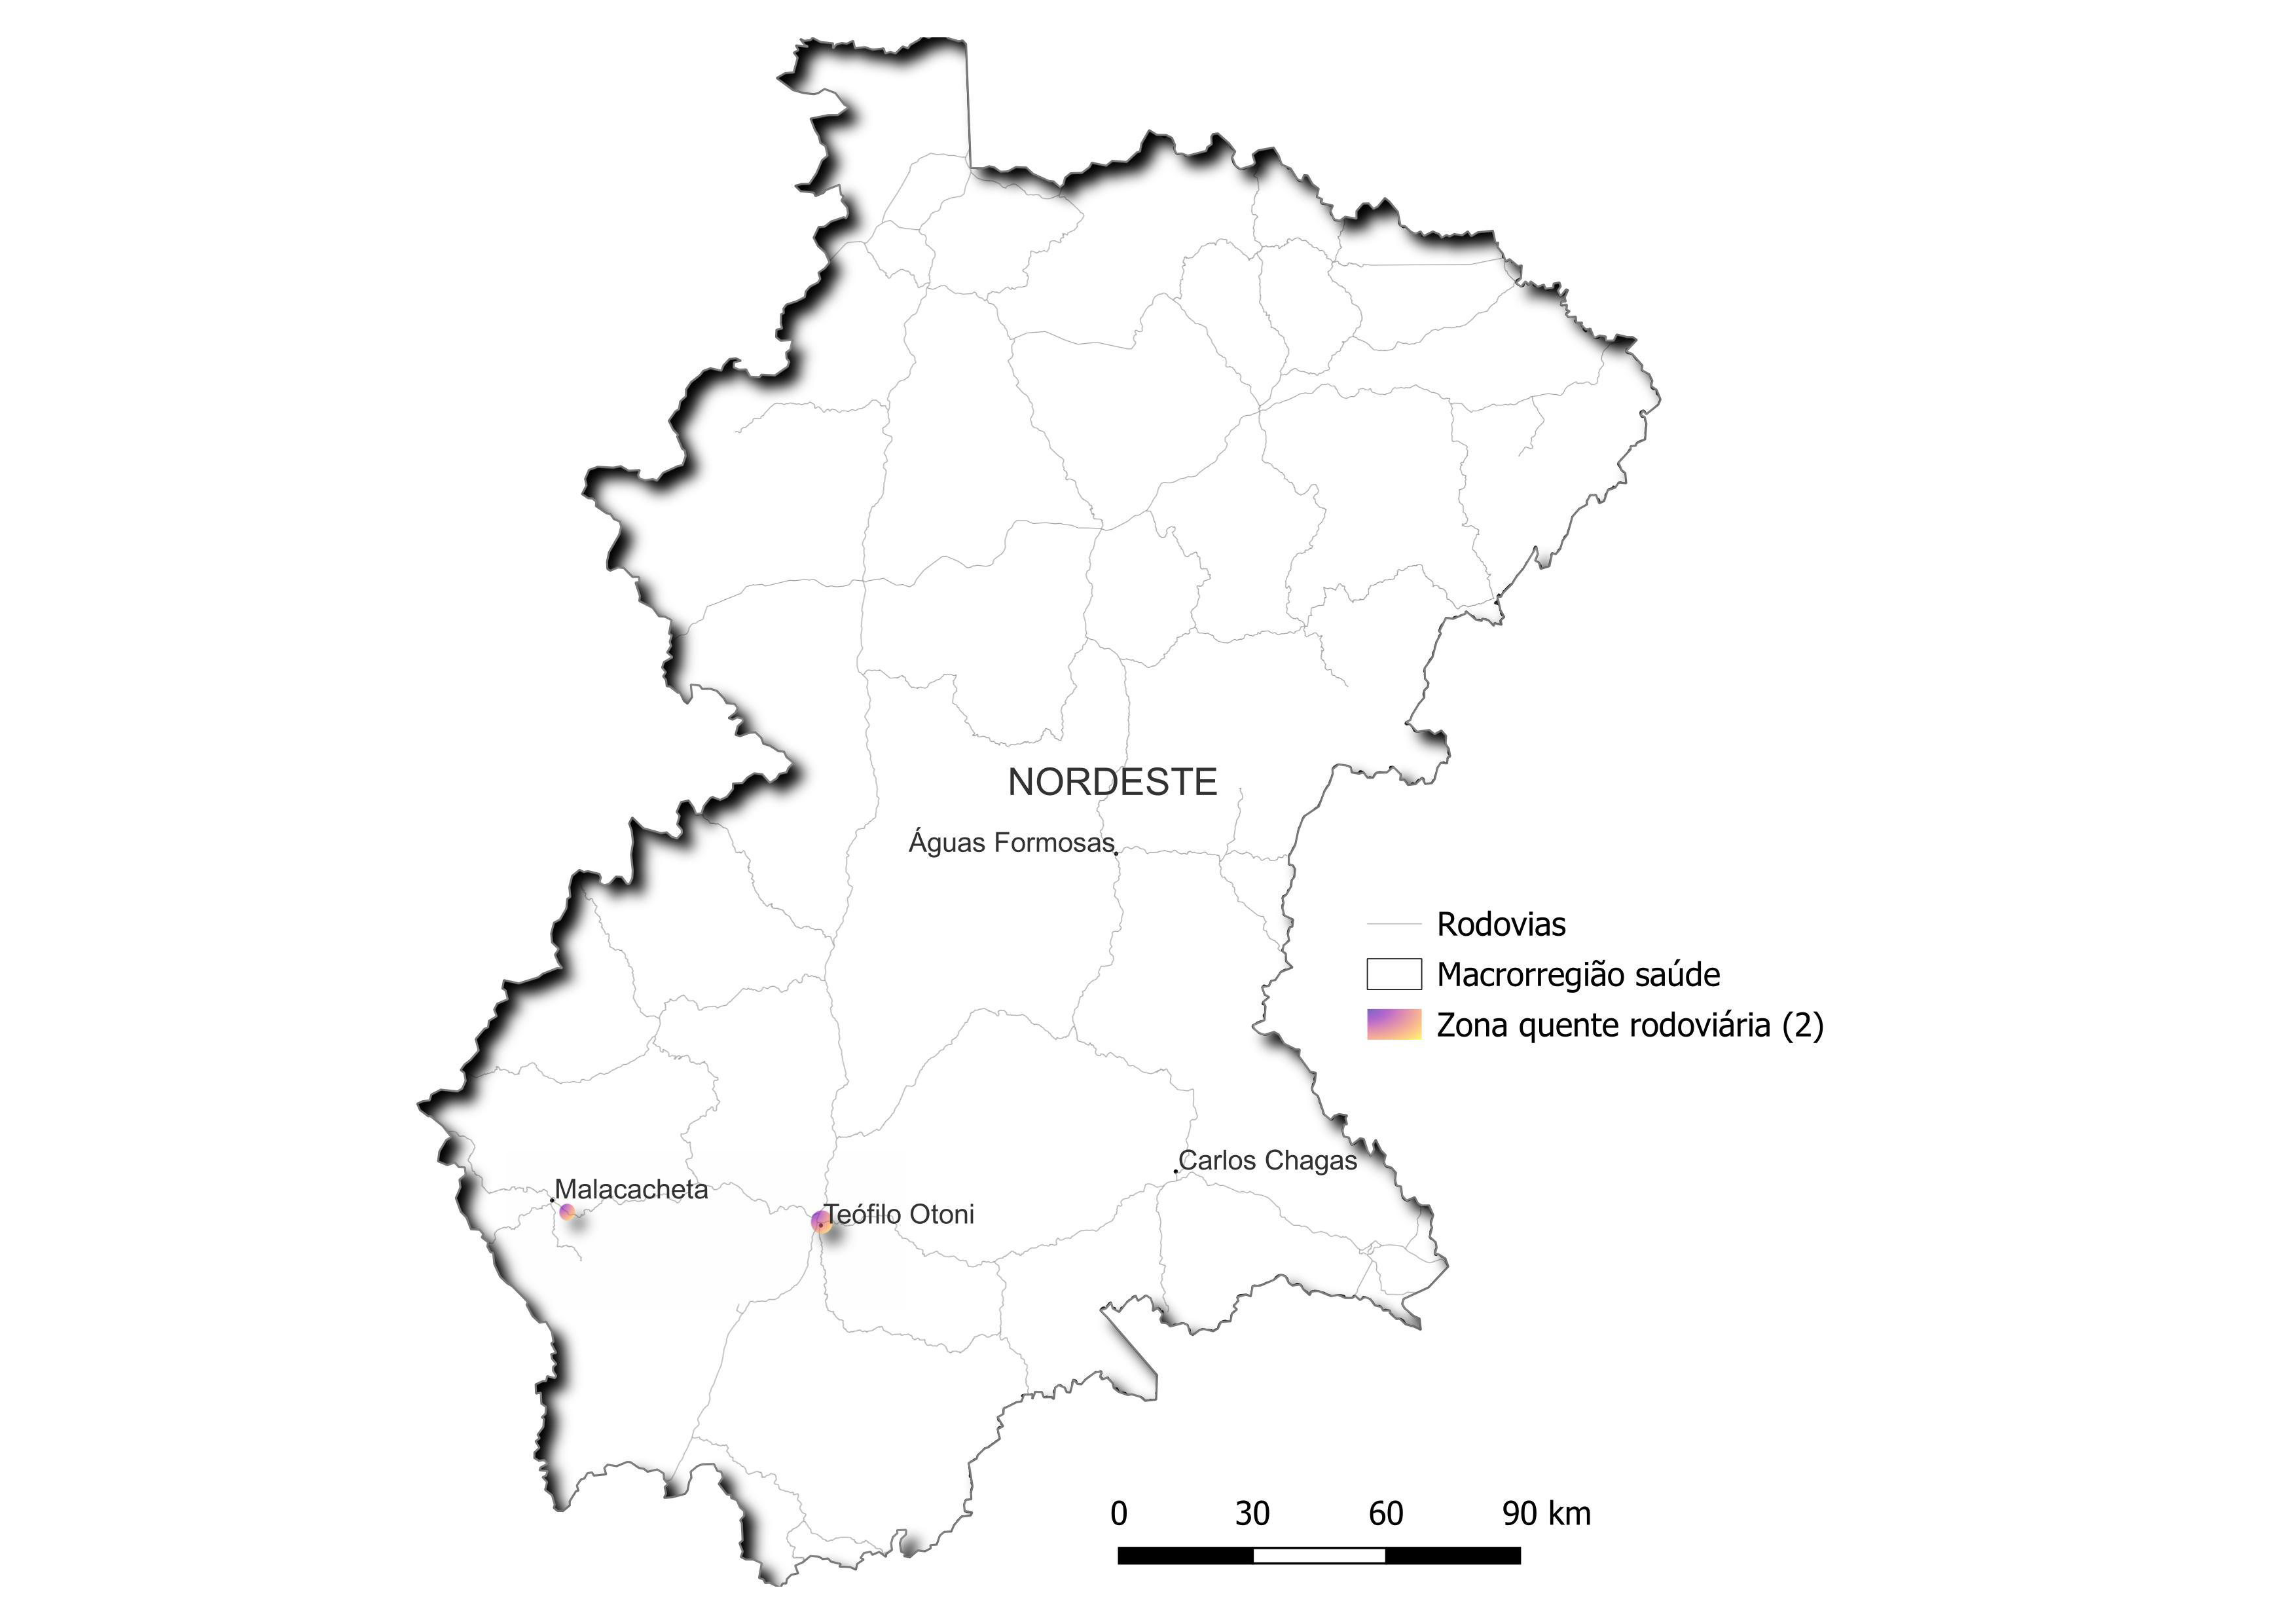 NORDESTE
Águas Formosas
Rodovias
Macrorregião saúde
Zona quente rodoviária (2)
Carlos Chagas
Malacacheta
Teófilo Otoni
0 30 60 90 km